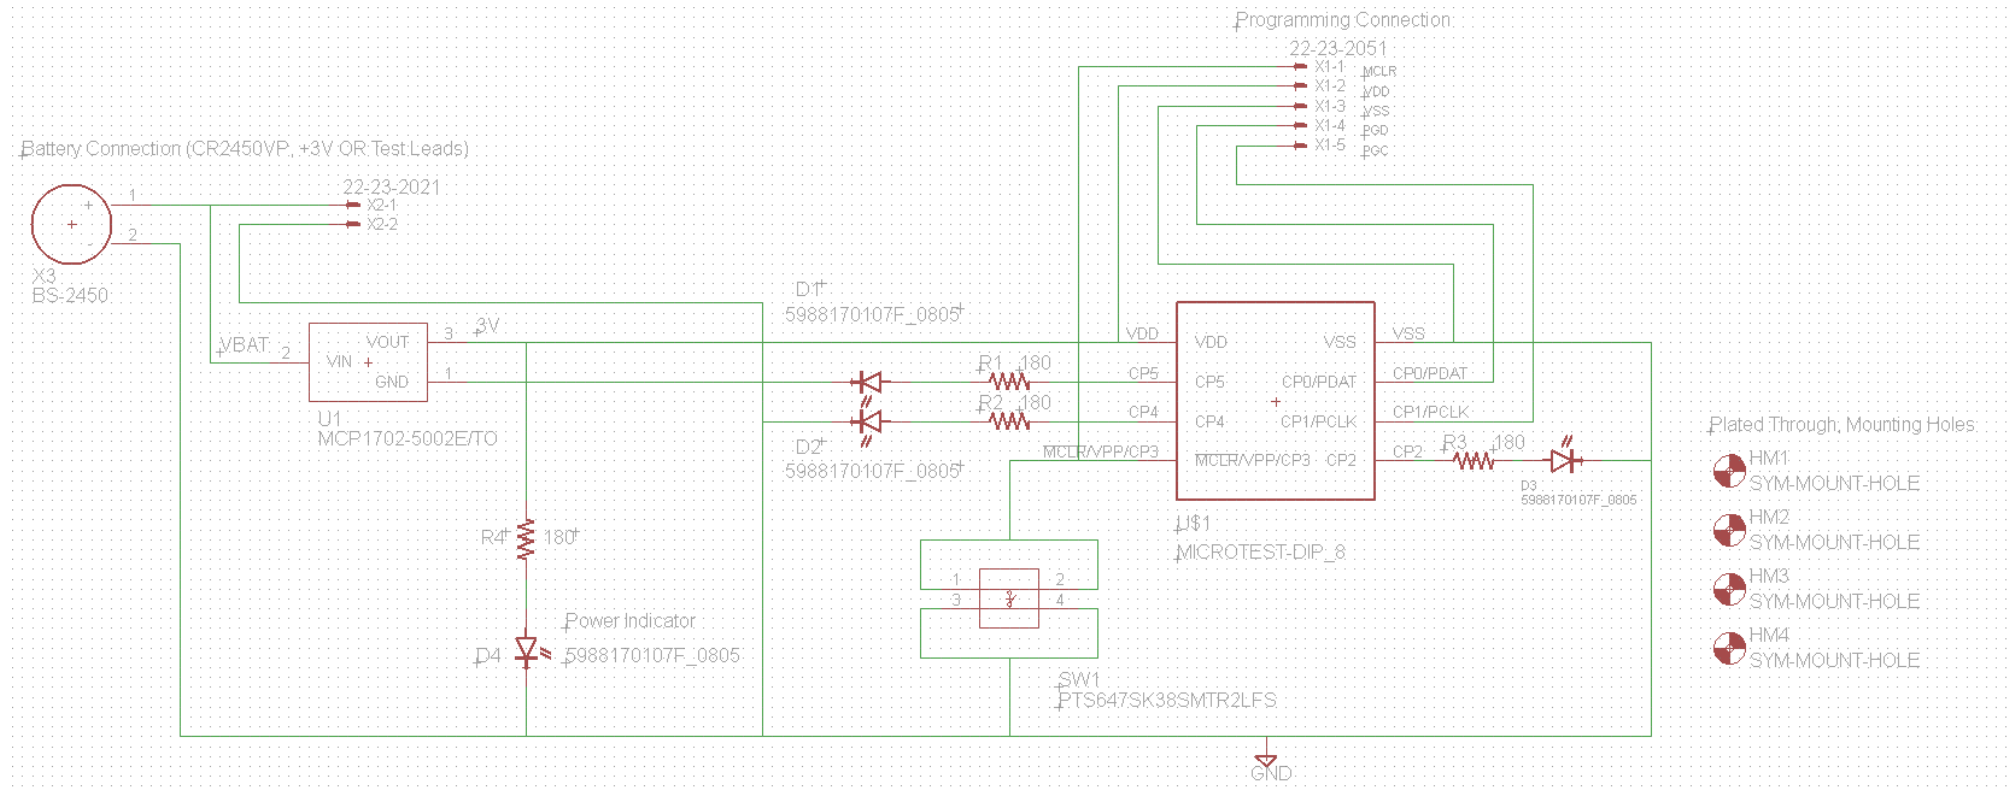 Programming Connection
22-23-2051
X1-1 MCLR
X1-2 VDD
X1-3 VSS
X1-4 PGD
X1-5 PGC
Battery Connection (CR2450VP, +3V OR Test Leads)
22-23-2021
X2-1
X2-2
1
+
2
-
X3
BS-2450
D1
5988170107F_0805
VBAT 2 VIN VOUT 3 3V
GND 1
U1
MCP1702-5002E/TO
VDD VDD VSS VSS
R1 180
CP5 CP5 CP0/PDAT CP0/PDAT
R2 180
CP4 CP4 CP1/PCLK CP1/PCLK
D2
5988170107F_0805
MCLR/VPP/CP3 MCLR/VPP/CP3 CP2 CP2
R3 180
D3
5988170107F_0805
Plated Through, Mounting Holes
HM1
SYM-MOUNT-HOLE
HM2
SYM-MOUNT-HOLE
HM3
SYM-MOUNT-HOLE
HM4
SYM-MOUNT-HOLE
U$1
MICROTEST-DIP_8
R4 180
1 2
3 4
Power Indicator
D4 5988170107F_0805
SW1
PTS647SK38SMTR2LFS
GND